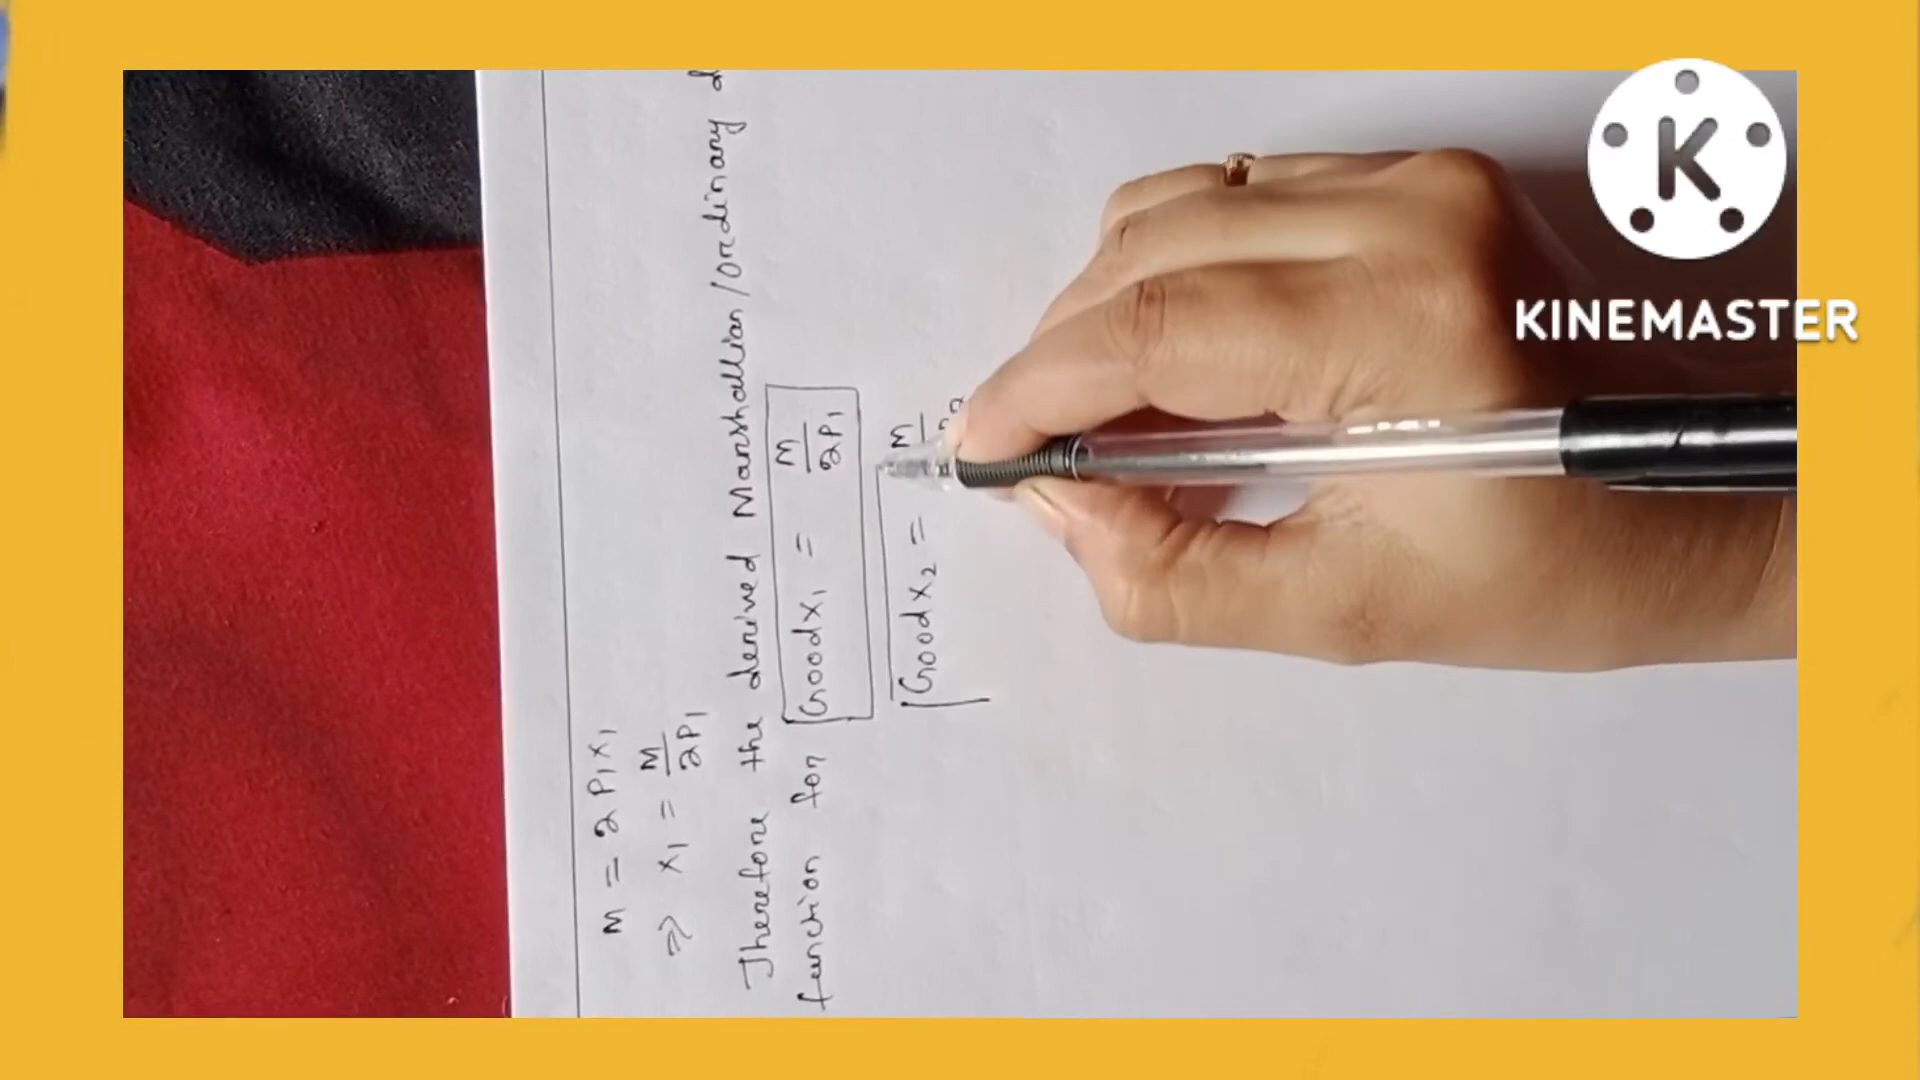 M = 2P₁x₁
⇒ x₁ = M/2P₁
Therefore the derived Marshallian/ordinary d
function for Good x₁ = M/2P₁
Good x₂ = M
K
KINEMASTER